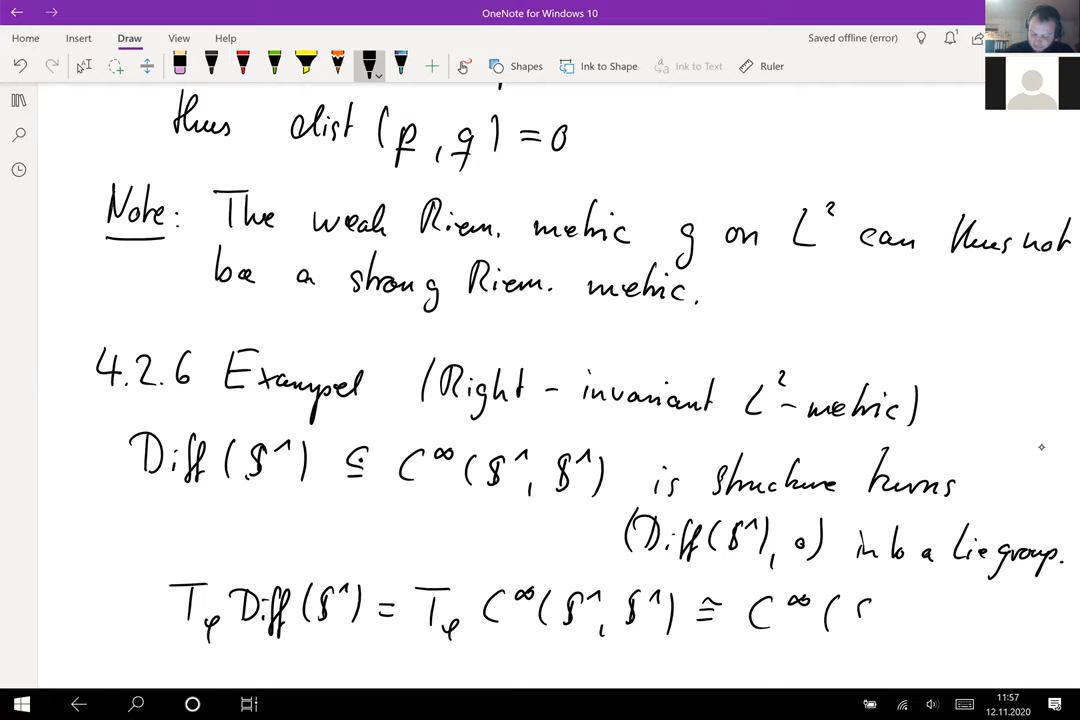 OneNote for Windows 10
Home Insert Draw View Help Saved offline (error)
Shapes Ink to Shape Ink to Text Ruler
thus dist (p, q) = 0
Note: The weak Riem. metric g on L² can thus not
be a strong Riem. metric.
4.2.6 Exampel (Right-invariant L²-metric)
Diff(𝕊¹) ⊆ C^∞(𝕊¹, 𝕊¹) is structure turns
(Diff(𝕊¹), ∘) into a Lie group.
T_φ Diff(𝕊¹) = T_φ C^∞(𝕊¹, 𝕊¹) ≅ C^∞(
11:57
12.11.2020